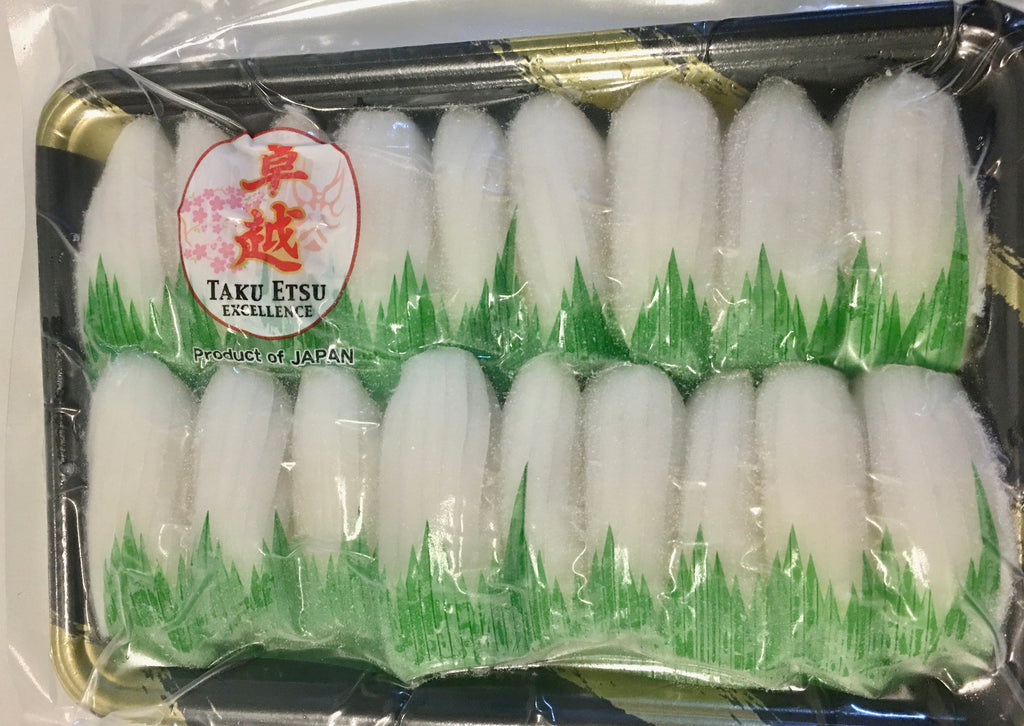 卓
越
TAKU ETSU
EXCELLENCE
Product of JAPAN